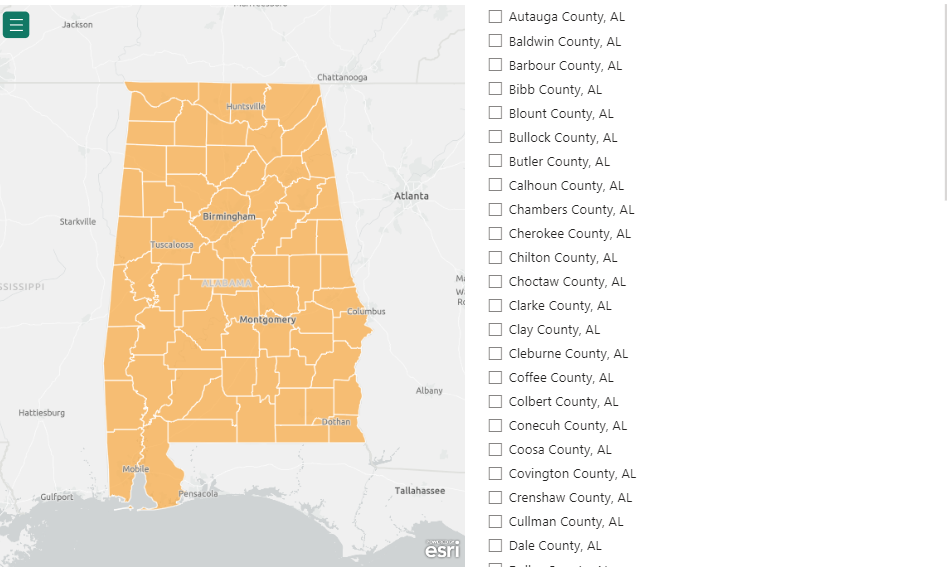 Jackson
Chattanooga
Huntsville
Atlanta
Birmingham
Starkville
Tuscaloosa
ALABAMA
SSISSIPPI
Columbus
Montgomery
Albany
Hattiesburg
Dothan
Mobile
Gulfport
Pensacola
Tallahassee
esri
Autauga County, AL
Baldwin County, AL
Barbour County, AL
Bibb County, AL
Blount County, AL
Bullock County, AL
Butler County, AL
Calhoun County, AL
Chambers County, AL
Cherokee County, AL
Chilton County, AL
Choctaw County, AL
Clarke County, AL
Clay County, AL
Cleburne County, AL
Coffee County, AL
Colbert County, AL
Conecuh County, AL
Coosa County, AL
Covington County, AL
Crenshaw County, AL
Cullman County, AL
Dale County, AL